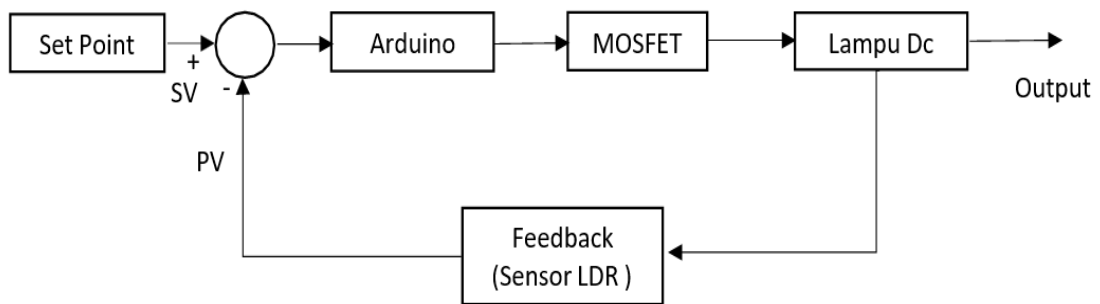 Set Point
+
SV
-
Arduino
MOSFET
Lampu Dc
Output
PV
Feedback
(Sensor LDR )